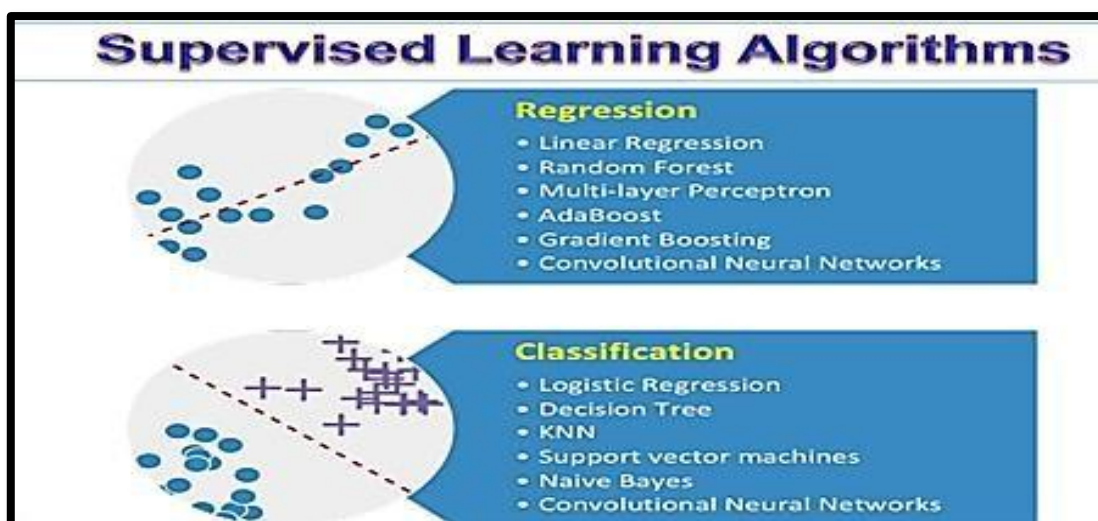 Supervised Learning Algorithms
Regression
• Linear Regression
• Random Forest
• Multi-layer Perceptron
• AdaBoost
• Gradient Boosting
• Convolutional Neural Networks
Classification
• Logistic Regression
• Decision Tree
• KNN
• Support vector machines
• Naive Bayes
• Convolutional Neural Networks